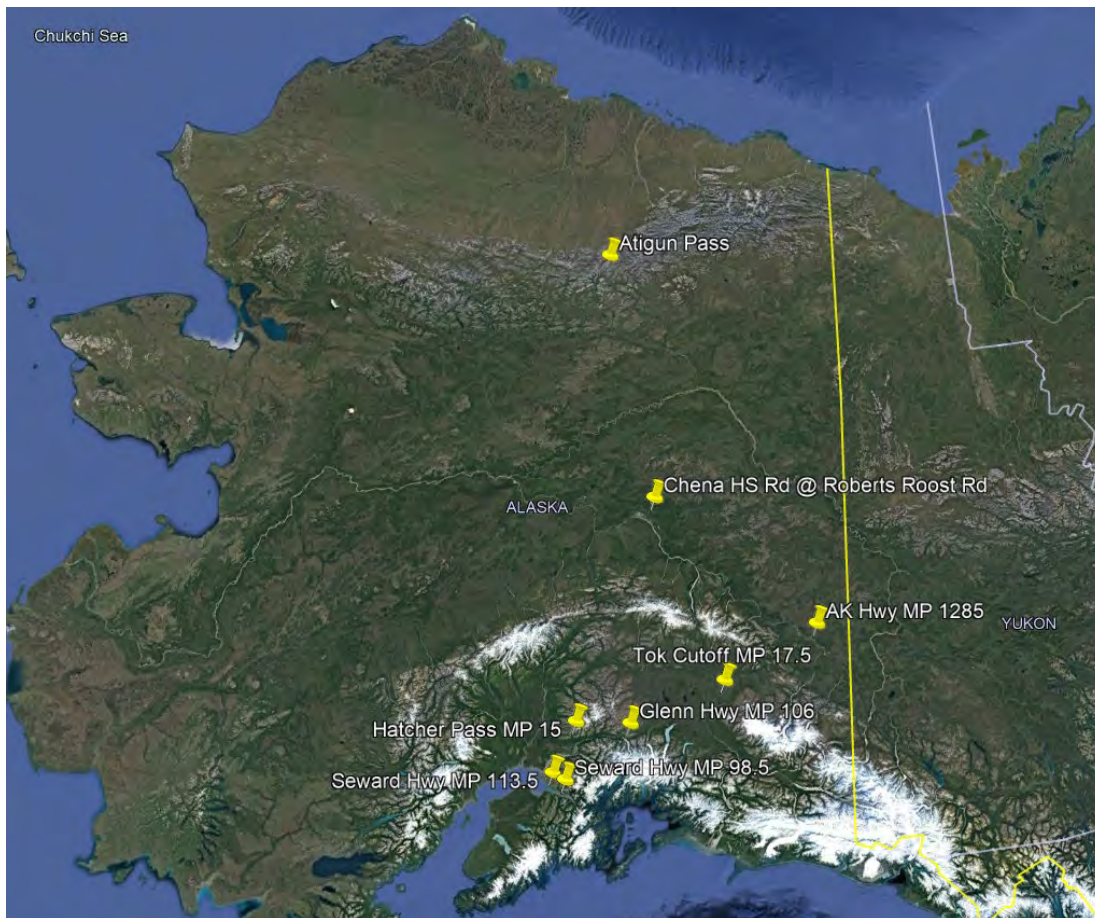 Chukchi Sea
Atigun Pass
Chena HS Rd @ Roberts Roost Rd
ALASKA
AK Hwy MP 1285
YUKON
Tok Cutoff MP 17.5
Glenn Hwy MP 106
Hatcher Pass MP 15
Seward Hwy MP 98.5
Seward Hwy MP 113.5